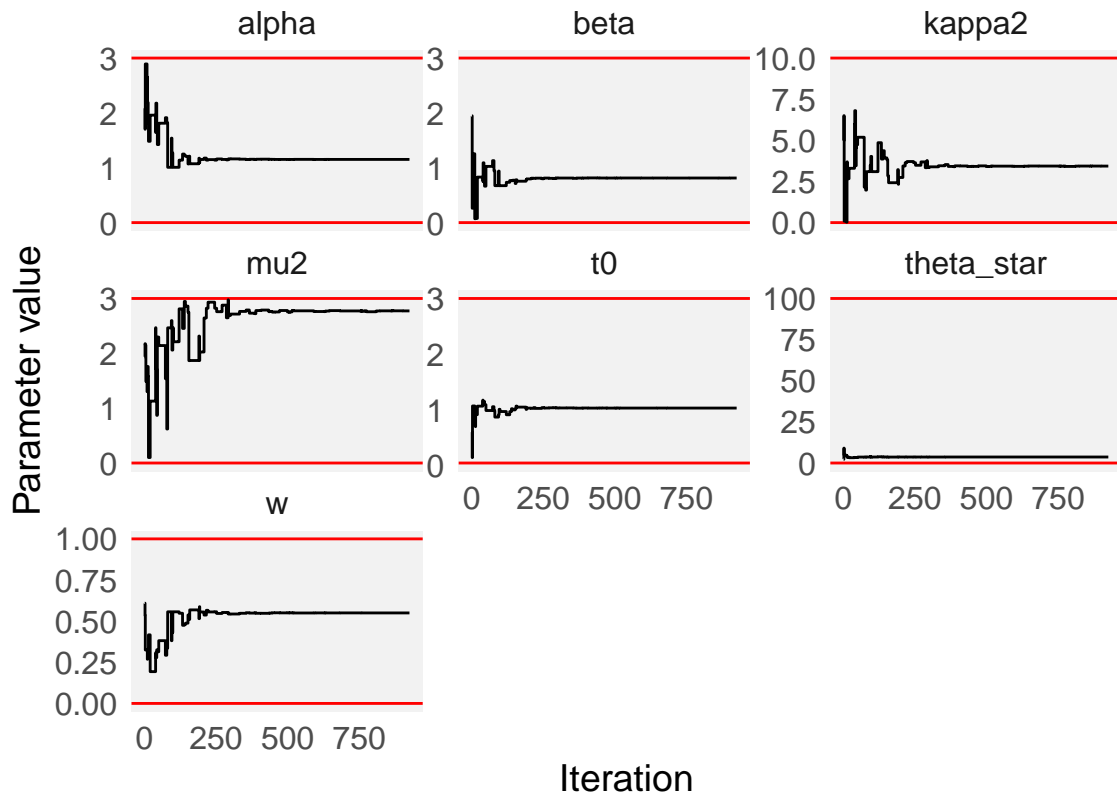 alpha beta kappa2
3 3 10.0
2 2 7.5
5.0
1 1 2.5
0 0 0.0
mu2 t0 theta_star
3 3 100
2 2 75
50
1 1 25
0 0 0
0 250 500 750 0 250 500 750
w
1.00
0.75
0.50
0.25
0.00
0 250 500 750
Iteration
Parameter value